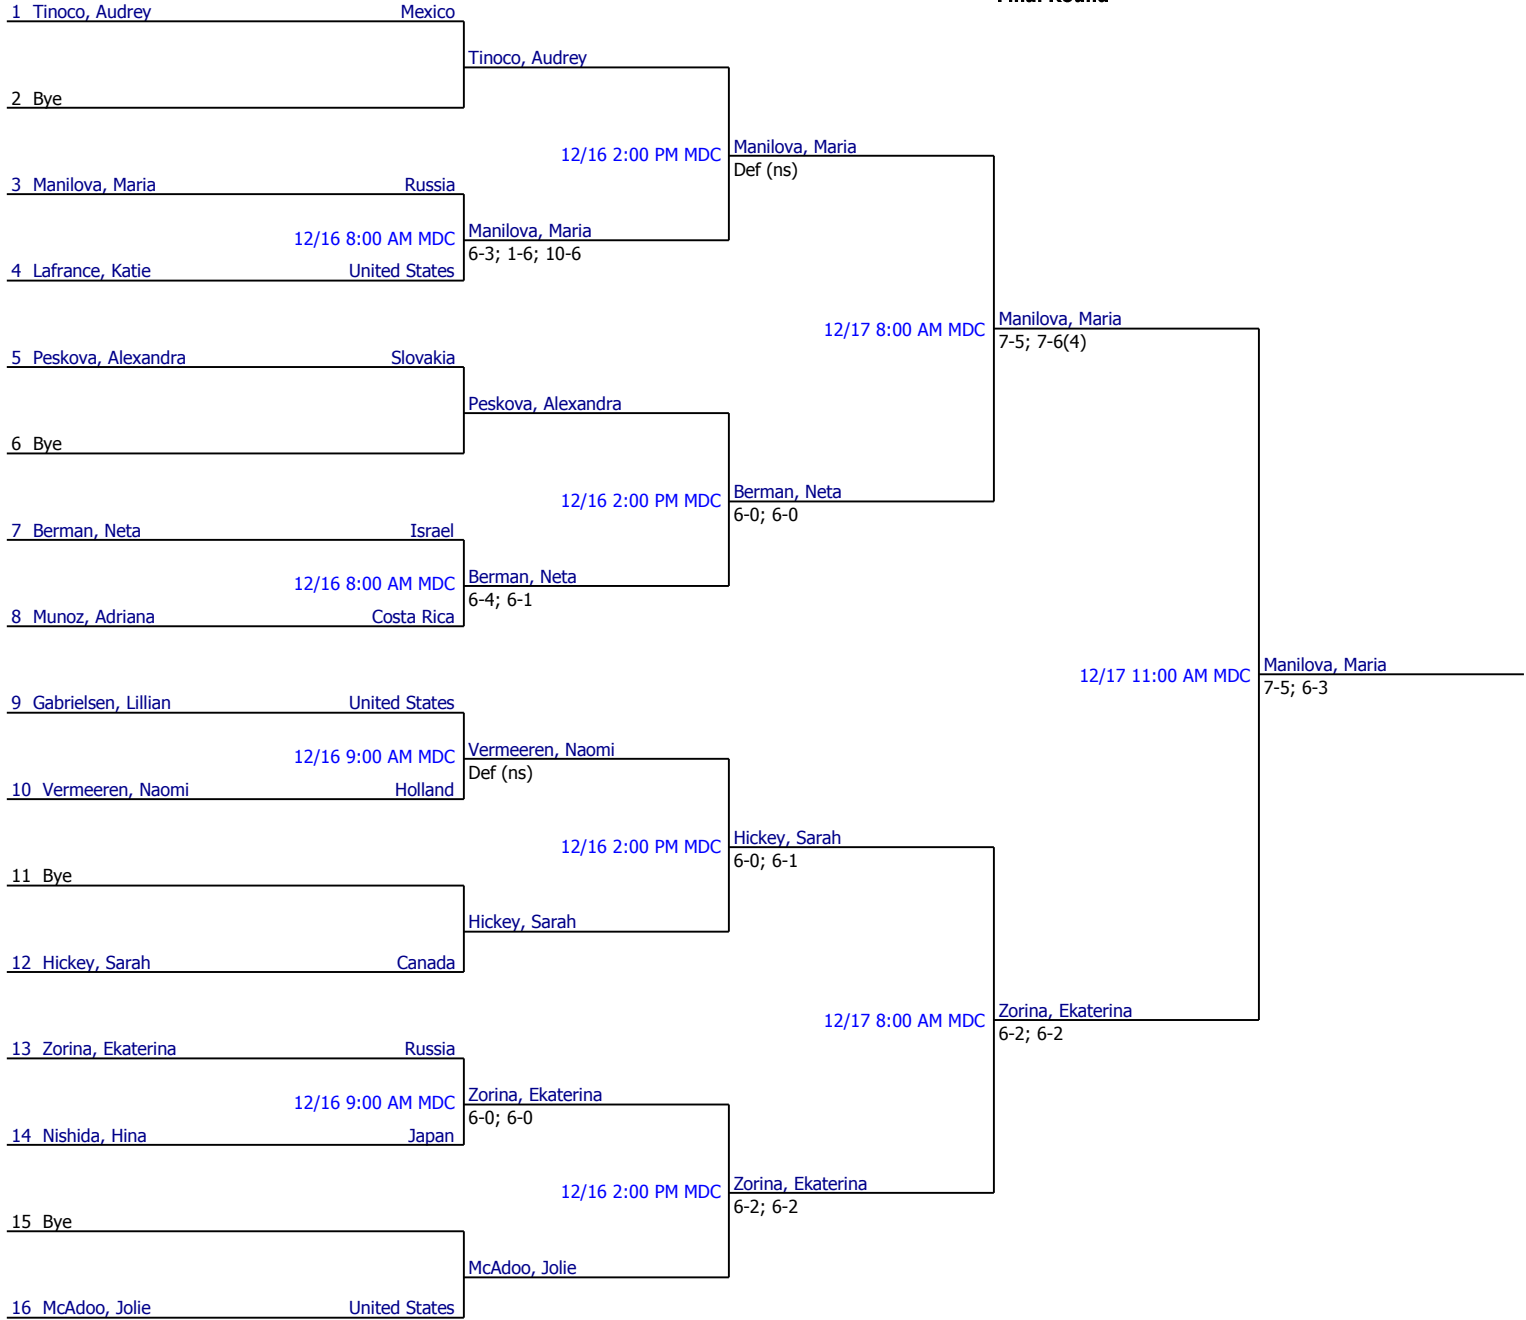 Final Round
1 Tinoco, Audrey Mexico
Tinoco, Audrey
2 Bye
12/16 2:00 PM MDC Manilova, Maria
Def (ns)
3 Manilova, Maria Russia
12/16 8:00 AM MDC Manilova, Maria
6-3; 1-6; 10-6
4 Lafrance, Katie United States
12/17 8:00 AM MDC Manilova, Maria
7-5; 7-6(4)
5 Peskova, Alexandra Slovakia
Peskova, Alexandra
6 Bye
12/16 2:00 PM MDC Berman, Neta
6-0; 6-0
7 Berman, Neta Israel
12/16 8:00 AM MDC Berman, Neta
6-4; 6-1
8 Munoz, Adriana Costa Rica
12/17 11:00 AM MDC Manilova, Maria
7-5; 6-3
9 Gabrielsen, Lillian United States
12/16 9:00 AM MDC Vermeeren, Naomi
Def (ns)
10 Vermeeren, Naomi Holland
12/16 2:00 PM MDC Hickey, Sarah
6-0; 6-1
11 Bye
Hickey, Sarah
12 Hickey, Sarah Canada
12/17 8:00 AM MDC Zorina, Ekaterina
6-2; 6-2
13 Zorina, Ekaterina Russia
12/16 9:00 AM MDC Zorina, Ekaterina
6-0; 6-0
14 Nishida, Hina Japan
12/16 2:00 PM MDC Zorina, Ekaterina
6-2; 6-2
15 Bye
McAdoo, Jolie
16 McAdoo, Jolie United States